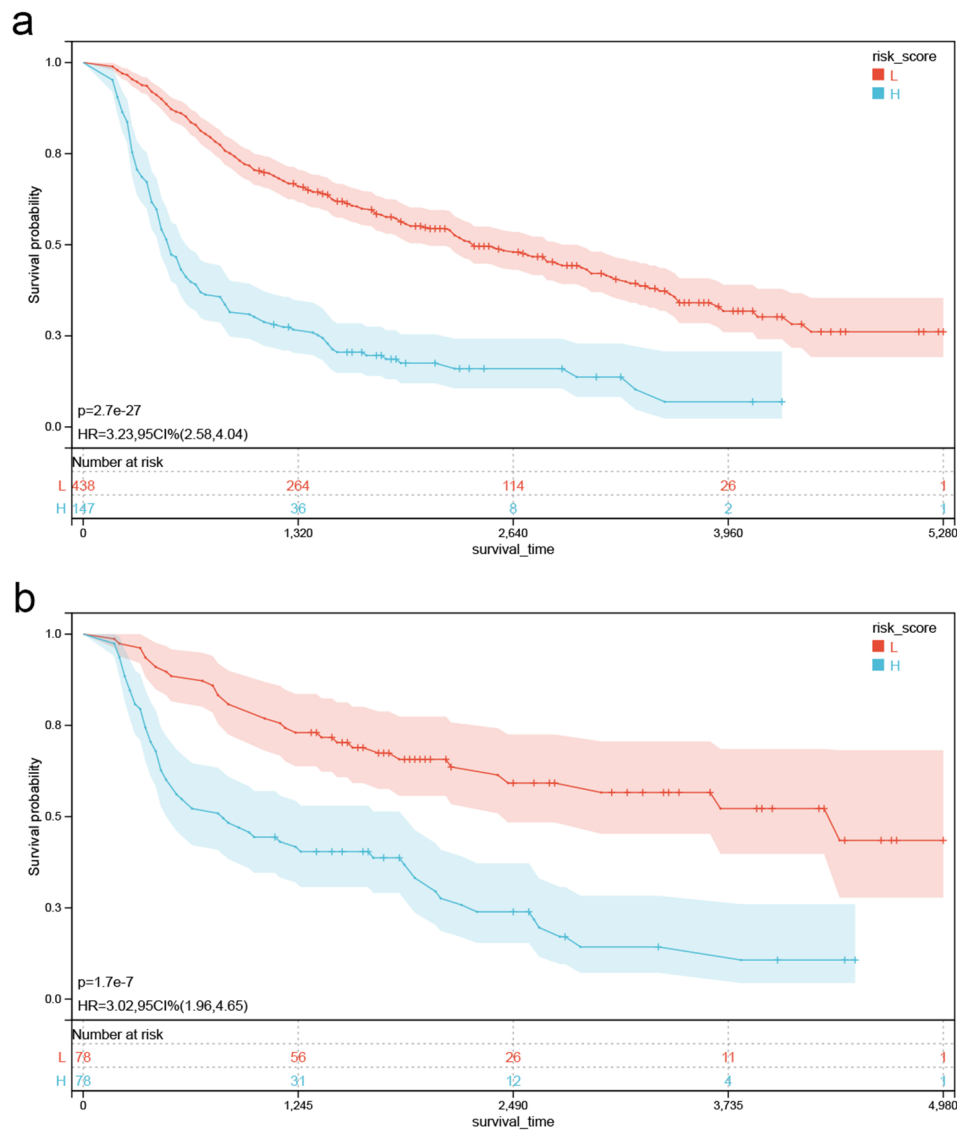 a
risk_score
L
H
1.0
0.8
0.5
0.3
0.0
Survival probability
p=2.7e-27
HR=3.23,95CI%(2.58,4.04)
Number at risk
L 438 264 114 26 1
H 147 36 8 2 1
0 1,320 2,640 3,960 5,280
survival_time
b
risk_score
L
H
1.0
0.8
0.5
0.3
0.0
Survival probability
p=1.7e-7
HR=3.02,95CI%(1.96,4.65)
Number at risk
L 78 56 26 11 1
H 78 31 12 4 1
0 1,245 2,490 3,735 4,980
survival_time